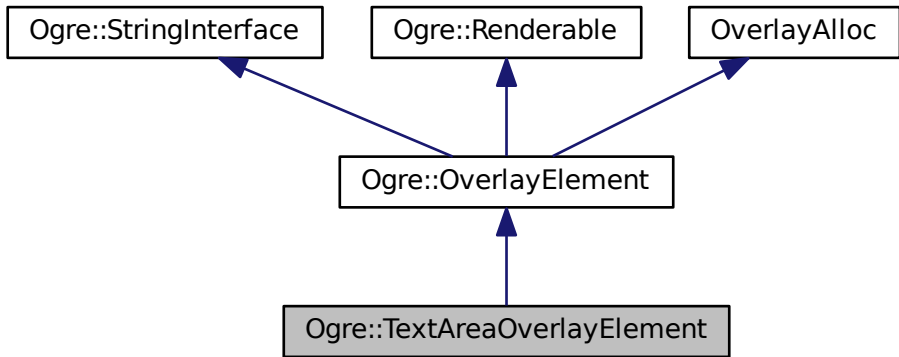 Ogre::StringInterface
Ogre::Renderable
OverlayAlloc
Ogre::OverlayElement
Ogre::TextAreaOverlayElement